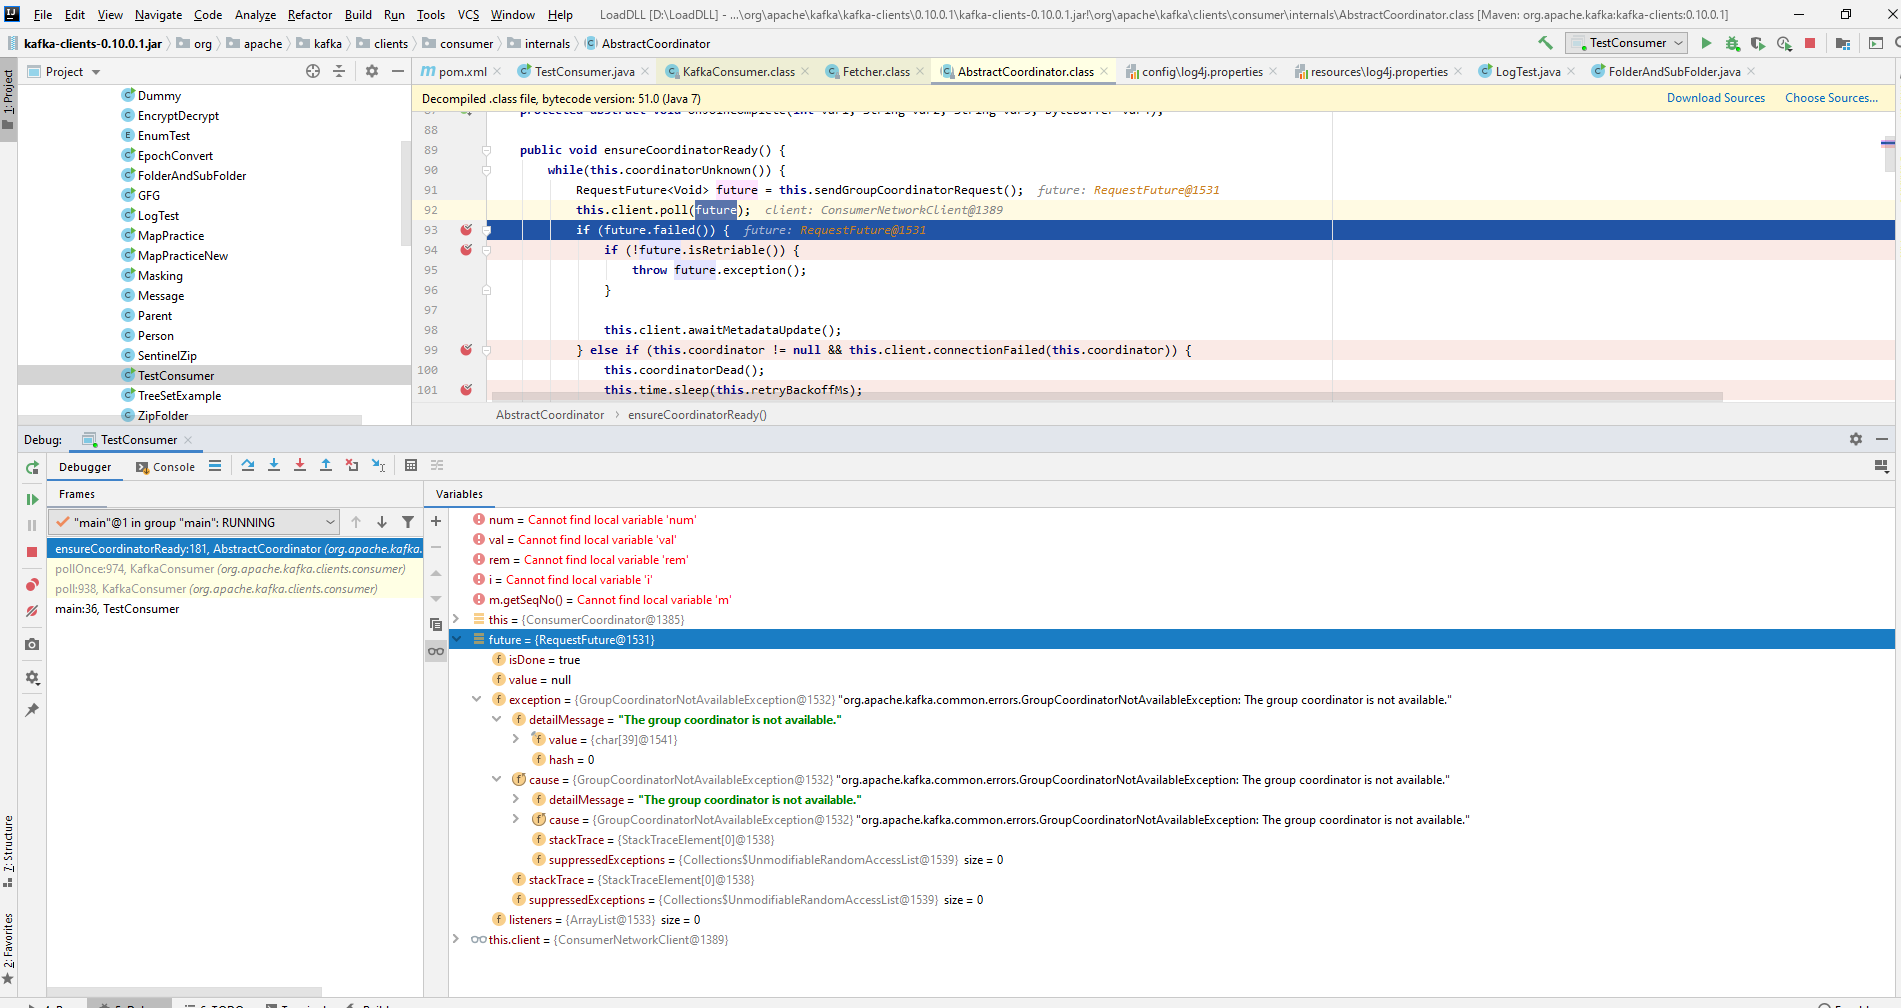 File Edit View Navigate Code Analyze Refactor Build Run Tools VCS Window Help LoadDLL [D:\LoadDLL] - ...\org\apache\kafka\kafka-clients\0.10.0.1\kafka-clients-0.10.0.1.jar!\org\apache\kafka\clients\consumer\internals\AbstractCoordinator.class [Maven: org.apache.kafka:kafka-clients:0.10.0.1]
kafka-clients-0.10.0.1.jar org apache kafka clients consumer internals AbstractCoordinator TestConsumer
Project pom.xml TestConsumer.java KafkaConsumer.class Fetcher.class AbstractCoordinator.class config\log4j.properties resources\log4j.properties LogTest.java FolderAndSubFolder.java
1: Project
Dummy
EncryptDecrypt
EnumTest
EpochConvert
FolderAndSubFolder
GFG
LogTest
MapPractice
MapPracticeNew
Masking
Message
Parent
Person
SentinelZip
TestConsumer
TreeSetExample
ZipFolder
Decompiled .class file, bytecode version: 51.0 (Java 7) Download Sources Choose Sources...
88
89 public void ensureCoordinatorReady() {
90 while(this.coordinatorUnknown()) {
91 RequestFuture<Void> future = this.sendGroupCoordinatorRequest(); future: RequestFuture@1531
92 this.client.poll(future); client: ConsumerNetworkClient@1389
93 if (future.failed()) { future: RequestFuture@1531
94 if (!future.isRetriable()) {
95 throw future.exception();
96 }
97
98 this.client.awaitMetadataUpdate();
99 } else if (this.coordinator != null && this.client.connectionFailed(this.coordinator)) {
100 this.coordinatorDead();
101 this.time.sleep(this.retryBackoffMs);
AbstractCoordinator ensureCoordinatorReady()
Debug: TestConsumer
Debugger Console
Frames
"main"@1 in group "main": RUNNING
ensureCoordinatorReady:181, AbstractCoordinator (org.apache.kafka.
pollOnce:974, KafkaConsumer (org.apache.kafka.clients.consumer)
poll:938, KafkaConsumer (org.apache.kafka.clients.consumer)
main:36, TestConsumer
Variables
num = Cannot find local variable 'num'
val = Cannot find local variable 'val'
rem = Cannot find local variable 'rem'
i = Cannot find local variable 'i'
m.getSeqNo() = Cannot find local variable 'm'
this = {ConsumerCoordinator@1385}
future = {RequestFuture@1531}
isDone = true
value = null
exception = {GroupCoordinatorNotAvailableException@1532} "org.apache.kafka.common.errors.GroupCoordinatorNotAvailableException: The group coordinator is not available."
detailMessage = "The group coordinator is not available."
value = {char[39]@1541}
hash = 0
cause = {GroupCoordinatorNotAvailableException@1532} "org.apache.kafka.common.errors.GroupCoordinatorNotAvailableException: The group coordinator is not available."
detailMessage = "The group coordinator is not available."
cause = {GroupCoordinatorNotAvailableException@1532} "org.apache.kafka.common.errors.GroupCoordinatorNotAvailableException: The group coordinator is not available."
stackTrace = {StackTraceElement[0]@1538}
suppressedExceptions = {Collections$UnmodifiableRandomAccessList@1539} size = 0
stackTrace = {StackTraceElement[0]@1538}
suppressedExceptions = {Collections$UnmodifiableRandomAccessList@1539} size = 0
listeners = {ArrayList@1533} size = 0
this.client = {ConsumerNetworkClient@1389}
7: Structure
2: Favorites